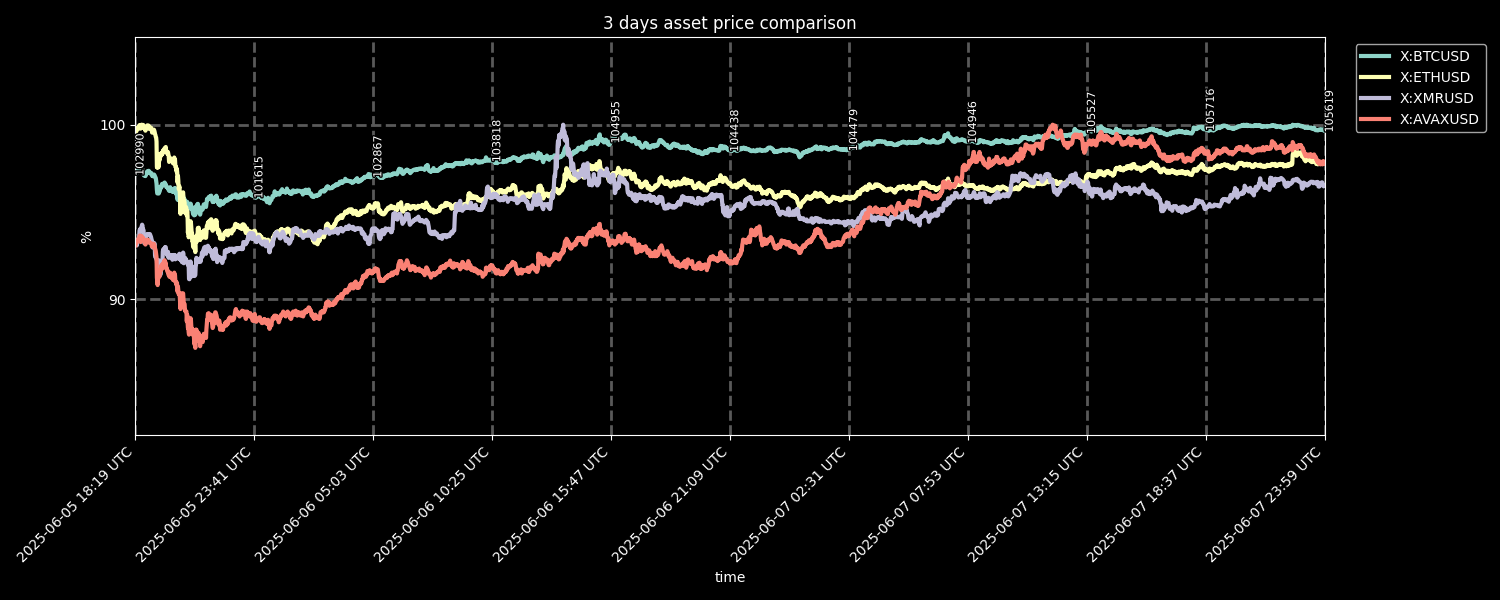 3 days asset price comparison
X:BTCUSD
X:ETHUSD
X:XMRUSD
X:AVAXUSD
100
90
%
102990
101615
102867
103818
104955
104438
104479
104946
105527
105716
105619
2025-06-05 18:19 UTC
2025-06-05 23:41 UTC
2025-06-06 05:03 UTC
2025-06-06 10:25 UTC
2025-06-06 15:47 UTC
2025-06-06 21:09 UTC
2025-06-07 02:31 UTC
2025-06-07 07:53 UTC
2025-06-07 13:15 UTC
2025-06-07 18:37 UTC
2025-06-07 23:59 UTC
time